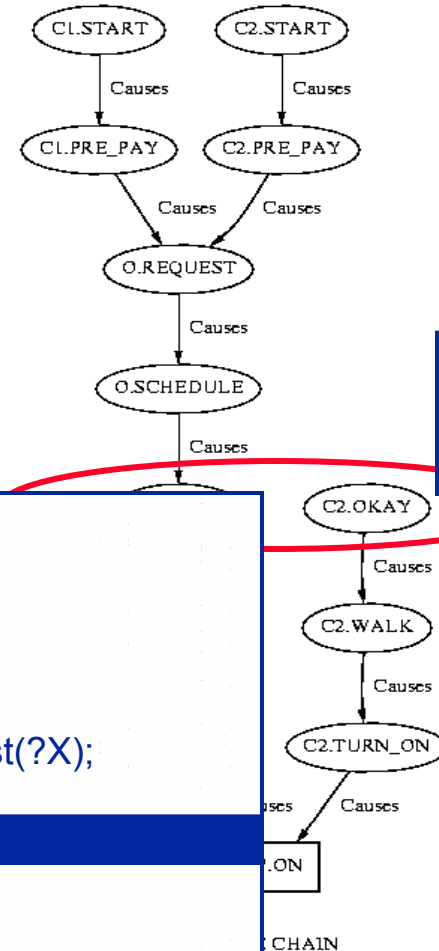 C1.START C2.START
Causes Causes
C1.PRE_PAY C2.PRE_PAY
Causes Causes
O.REQUEST
Causes
O.SCHEDULE
Causes
C2.OKAY
Causes
C2.WALK
Causes
st(?X);
C2.TURN_ON
uses Causes
.ON
CHAIN